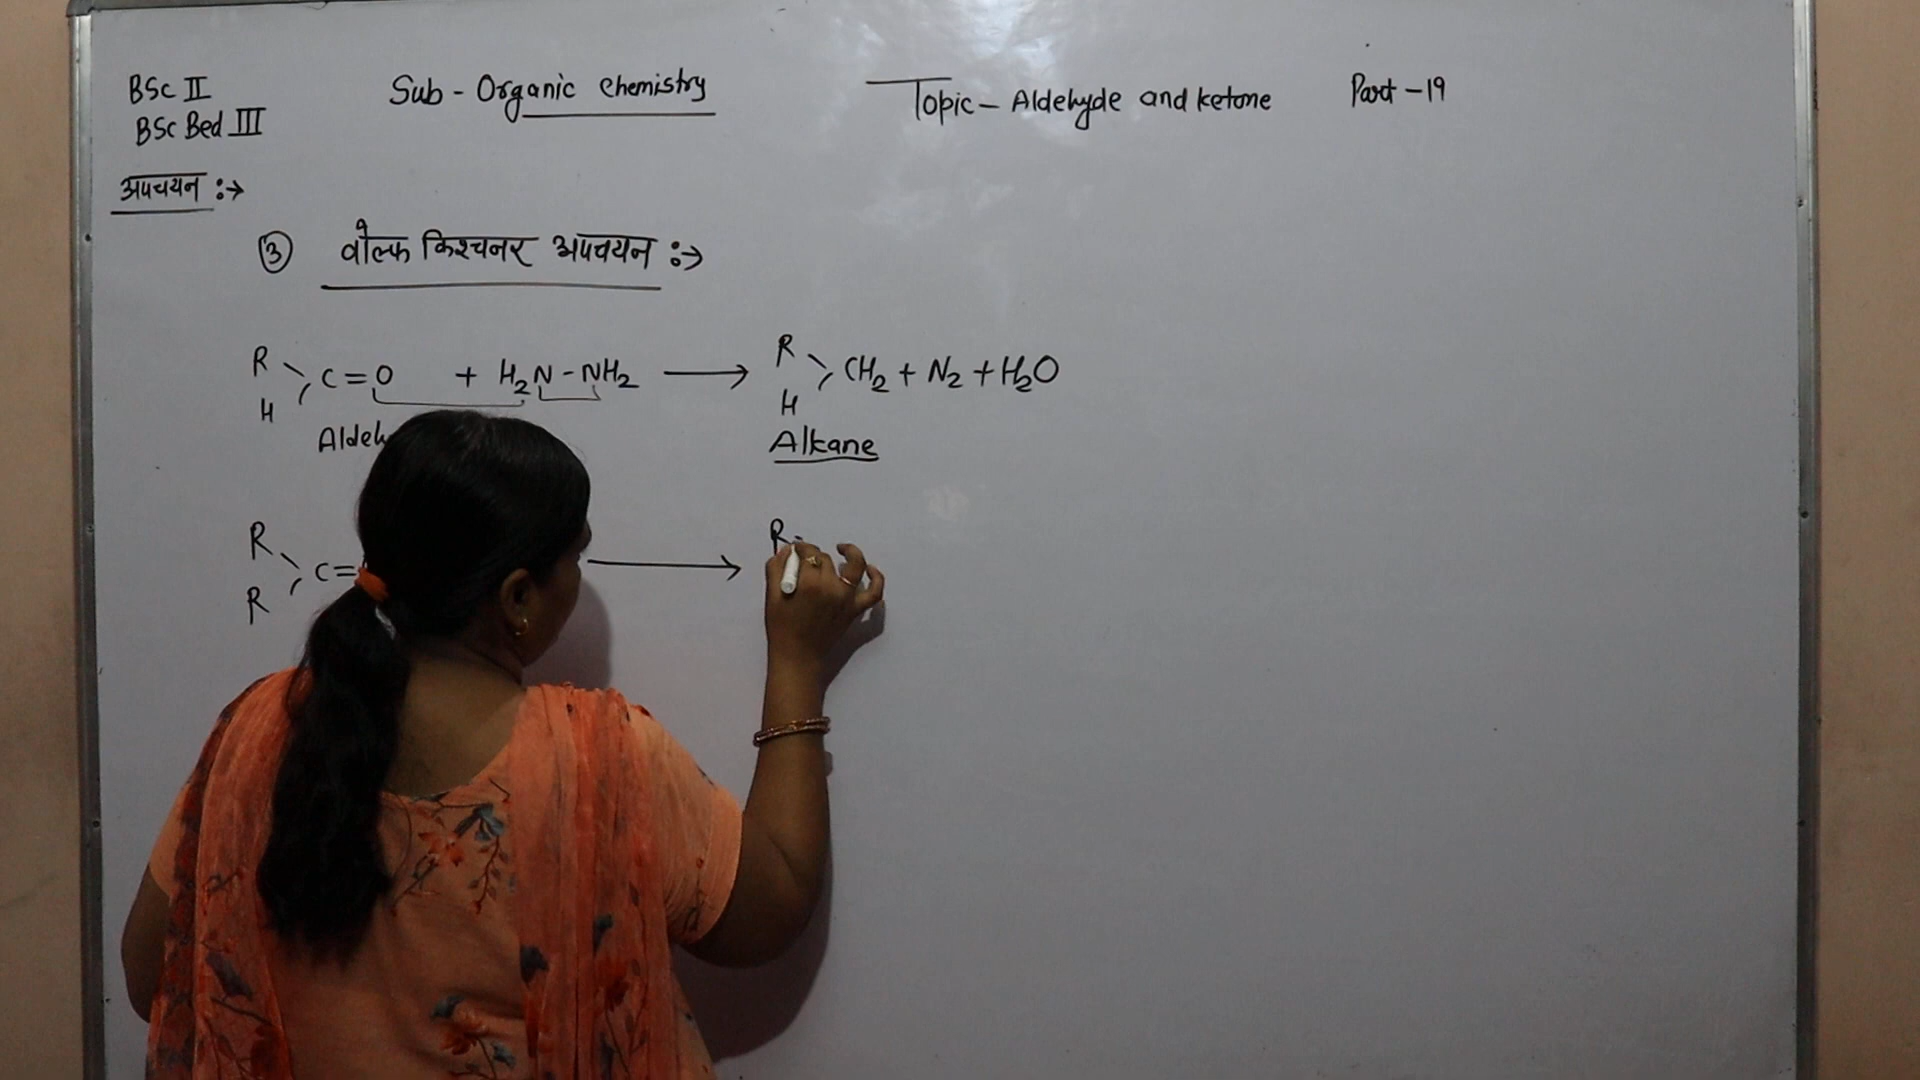 BSc II Sub - Organic chemistry Topic - Aldehyde and ketone Part - 19
BSc Bed III
अपचयन :→
③ वोल्फ किश्चनर अपचयन :→
R
C = O + H₂N - NH₂ ⟶ CH₂ + N₂ + H₂O
H
R
H
Alkane
R
C =
R
⟶
R